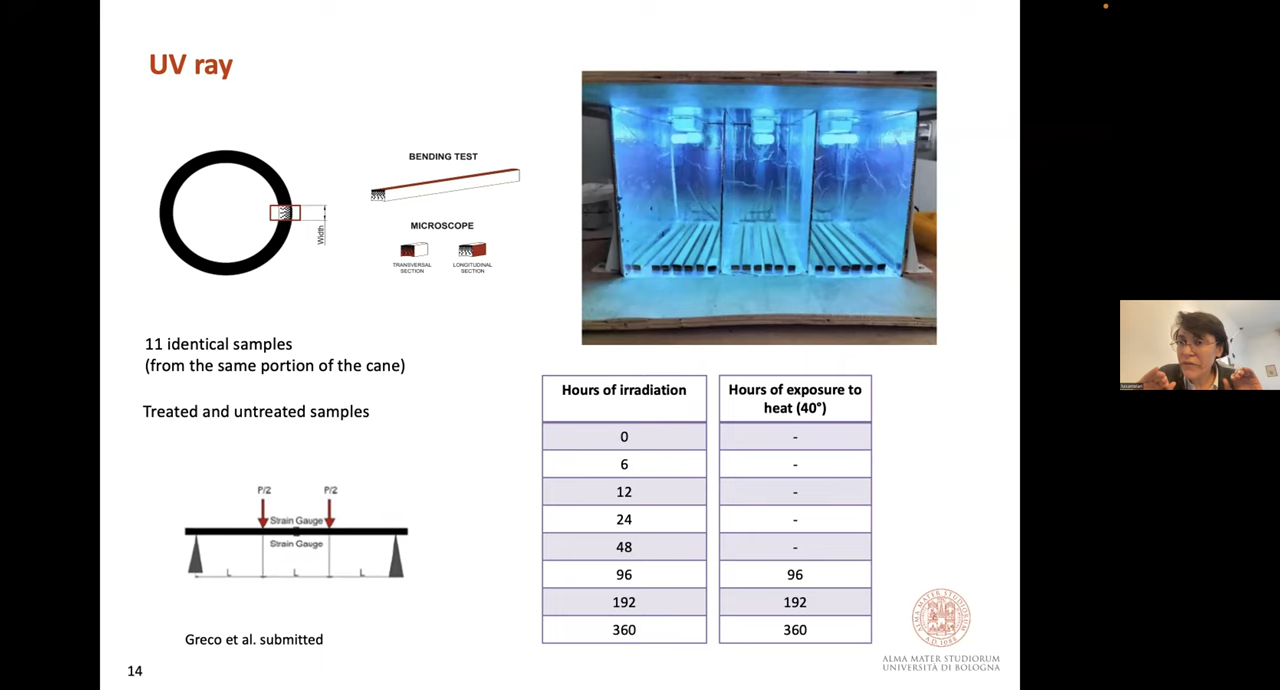 UV ray
BENDING TEST
MICROSCOPE
TRANSVERSAL
SECTION
LONGITUDINAL
SECTION
Width
11 identical samples
(from the same portion of the cane)
Treated and untreated samples
P/2
P/2
Strain Gauge
Strain Gauge
L
L
L
Greco et al. submitted
14
Hours of irradiation
Hours of exposure to
heat (40°)
0 -
6 -
12 -
24 -
48 -
96 96
192 192
360 360
ALMA MATER STUDIORUM
UNIVERSITÀ DI BOLOGNA